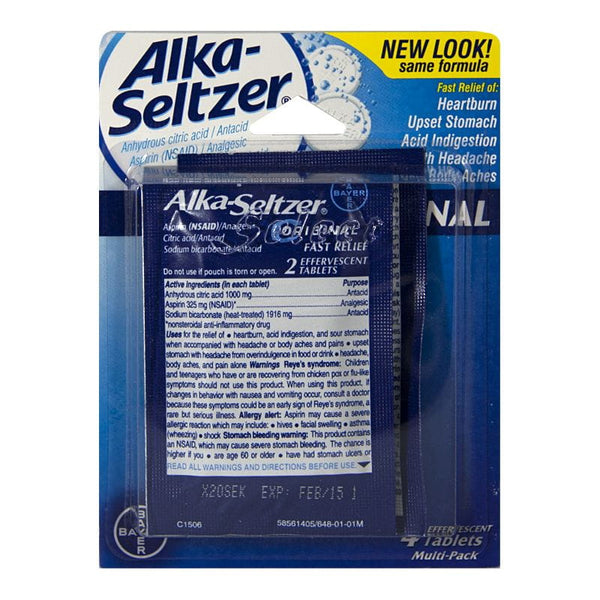 Alka-
Seltzer®
Anhydrous citric acid / Antacid
Aspirin (NSAID) / Analgesic
NEW LOOK!
same formula
Fast Relief of:
Heartburn
Upset Stomach
Acid Indigestion
with Headache
Body Aches
NAL
BAYER
Alka-Seltzer®
Aspirin (NSAID)/Analgesic
Citric acid/Antacid
Sodium bicarbonate/Antacid
ORIGINAL
FAST RELIEF
2 EFFERVESCENT
TABLETS
Do not use if pouch is torn or open.
Active ingredients (in each tablet) Purpose
Anhydrous citric acid 1000 mg Antacid
Aspirin 325 mg (NSAID)* Analgesic
Sodium bicarbonate (heat-treated) 1916 mg Antacid
*nonsteroidal anti-inflammatory drug
Uses for the relief of • heartburn, acid indigestion, and sour stomach
when accompanied with headache or body aches and pains • upset
stomach with headache from overindulgence in food or drink • headache,
body aches, and pain alone Warnings Reye's syndrome: Children
and teenagers who have or are recovering from chicken pox or flu-like
symptoms should not use this product. When using this product, if
changes in behavior with nausea and vomiting occur, consult a doctor
because these symptoms could be an early sign of Reye's syndrome, a
rare but serious illness. Allergy alert: Aspirin may cause a severe
allergic reaction which may include: • hives • facial swelling • asthma
(wheezing) • shock Stomach bleeding warning: This product contains
an NSAID, which may cause severe stomach bleeding. The chance is
higher if you • are age 60 or older • have had stomach ulcers or
READ ALL WARNINGS AND DIRECTIONS BEFORE USE.
X20SEK EXP: FEB/15 1
C1506 58561405/648-01-01M
BAYER
EFFERVESCENT
4 Tablets
Multi-Pack